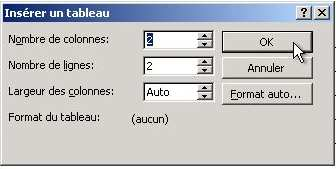 Insérer un tableau
Nombre de colonnes: 2 OK
Nombre de lignes: 2 Annuler
Largeur des colonnes: Auto Format auto...
Format du tableau: (aucun)